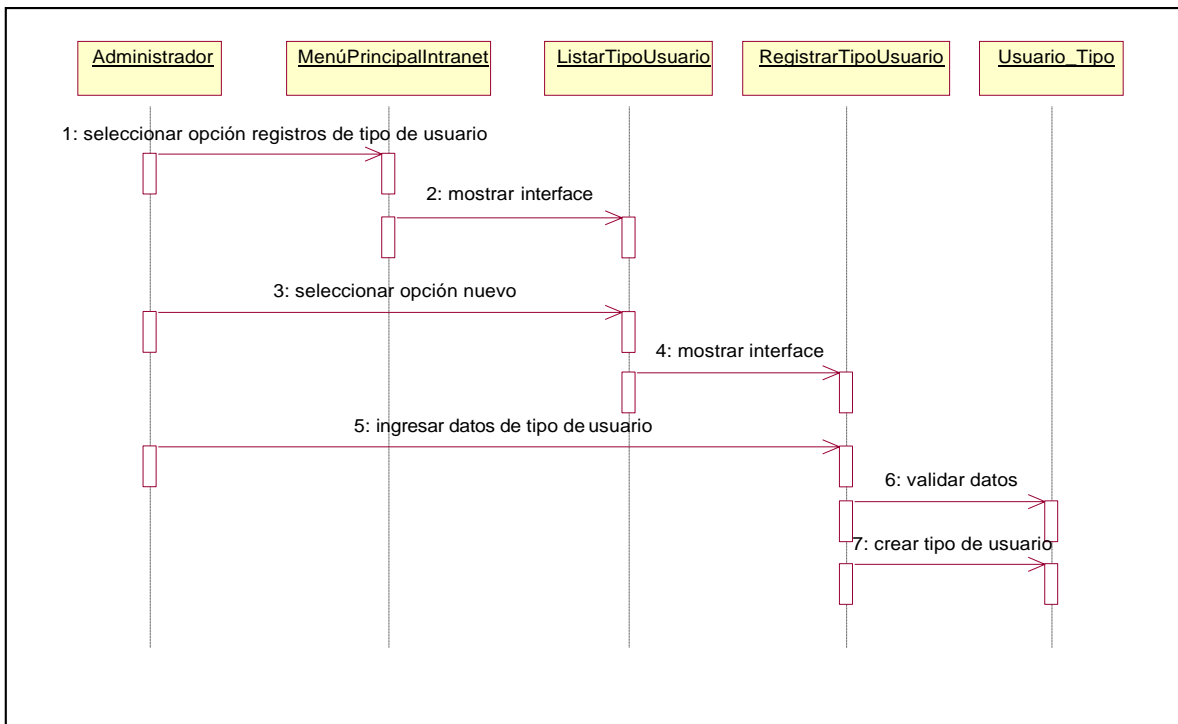 Administrador
MenúPrincipalIntranet
ListarTipoUsuario
RegistrarTipoUsuario
Usuario_Tipo
1: seleccionar opción registros de tipo de usuario
2: mostrar interface
3: seleccionar opción nuevo
4: mostrar interface
5: ingresar datos de tipo de usuario
6: validar datos
7: crear tipo de usuario